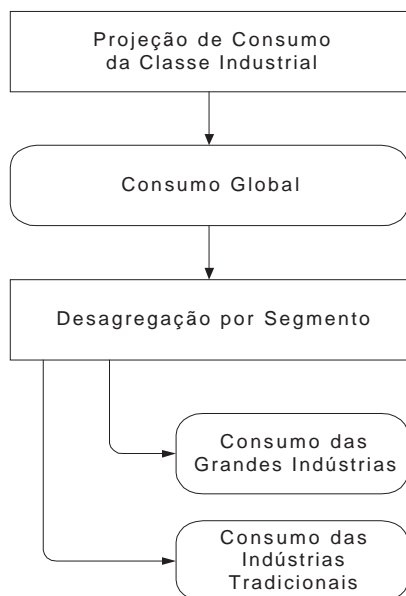 Projeção de Consumo
da Classe Industrial
Consumo Global
Desagregação por Segmento
Consumo das
Grandes Indústrias
Consumo das
Indústrias
Tradicionais